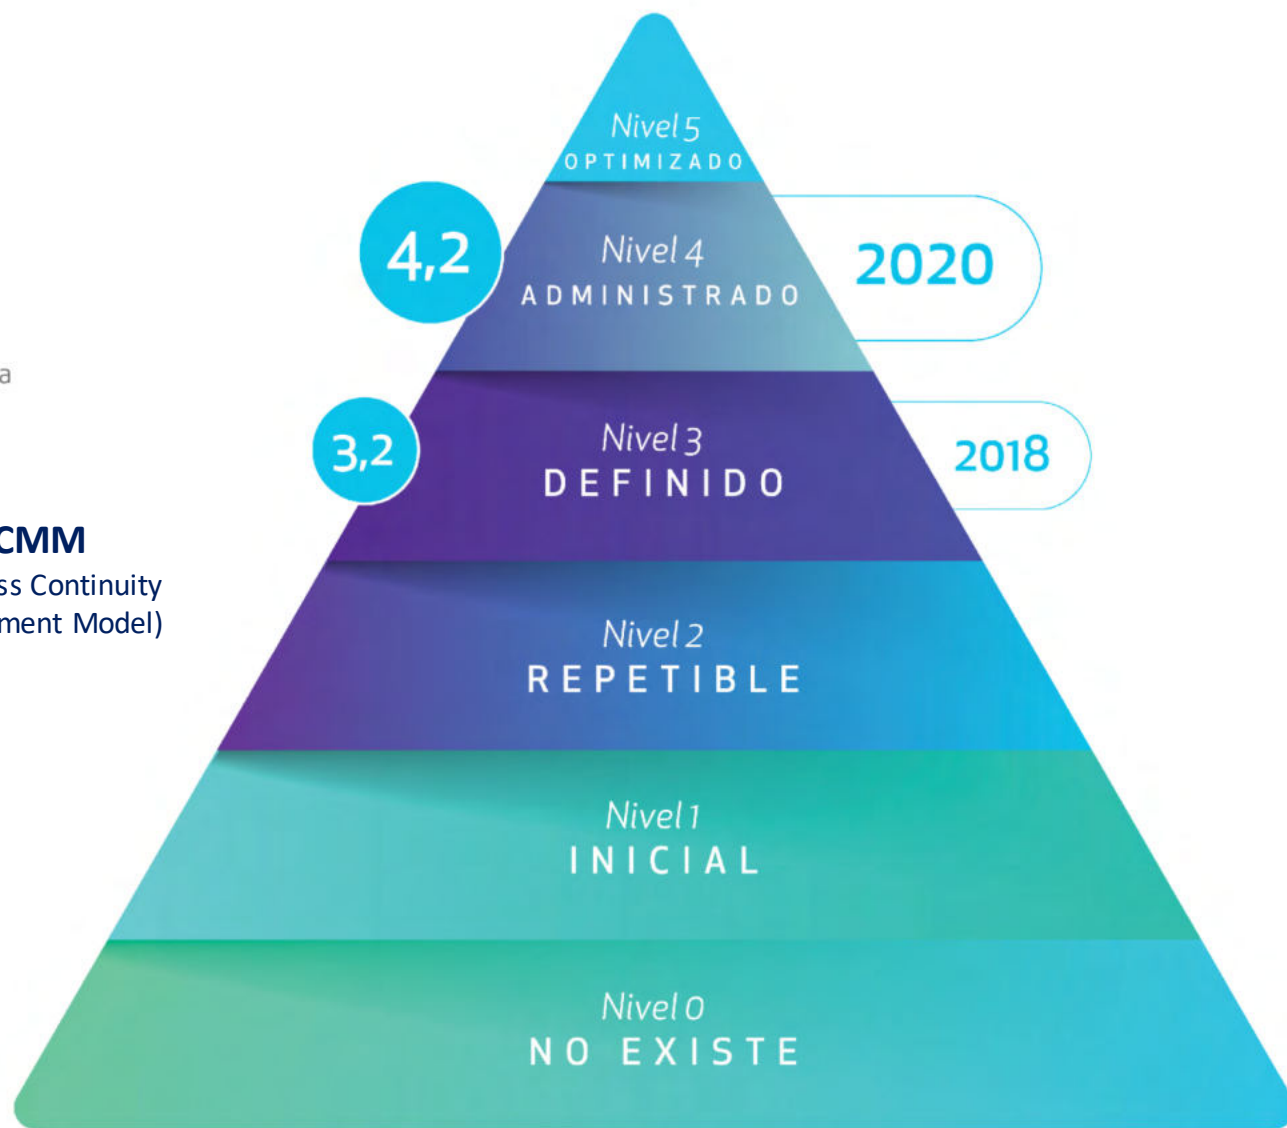 Nivel 5
OPTIMIZADO
4,2
Nivel 4
ADMINISTRADO
2020
a
3,2
Nivel 3
DEFINIDO
2018
CMM
ss Continuity
ment Model)
Nivel 2
REPETIBLE
Nivel 1
INICIAL
Nivel 0
NO EXISTE